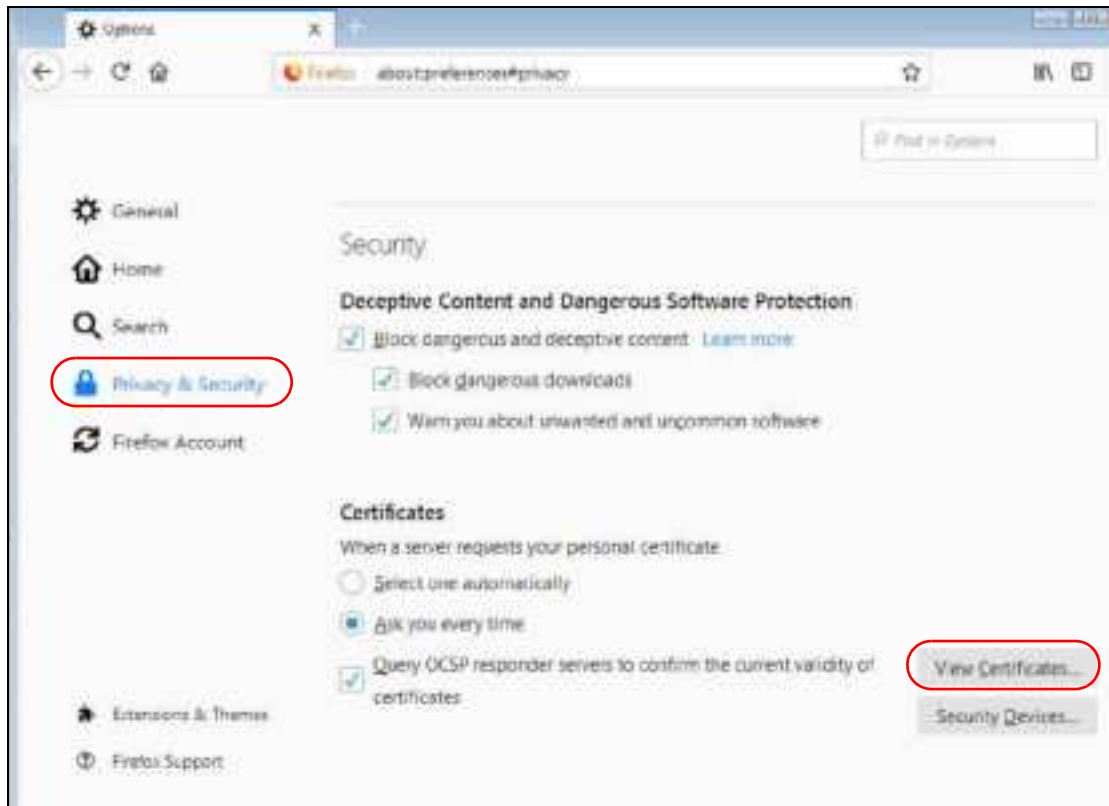 Options
Firefox about:preferences#privacy
Find in Options
General
Home
Search
Privacy & Security
Firefox Account
Extensions & Themes
Firefox Support
Security
Deceptive Content and Dangerous Software Protection
Block dangerous and deceptive content Learn more
Block dangerous downloads
Warn you about unwanted and uncommon software
Certificates
When a server requests your personal certificate
Select one automatically
Ask you every time
Query OCSP responder servers to confirm the current validity of
certificates
View Certificates...
Security Devices...